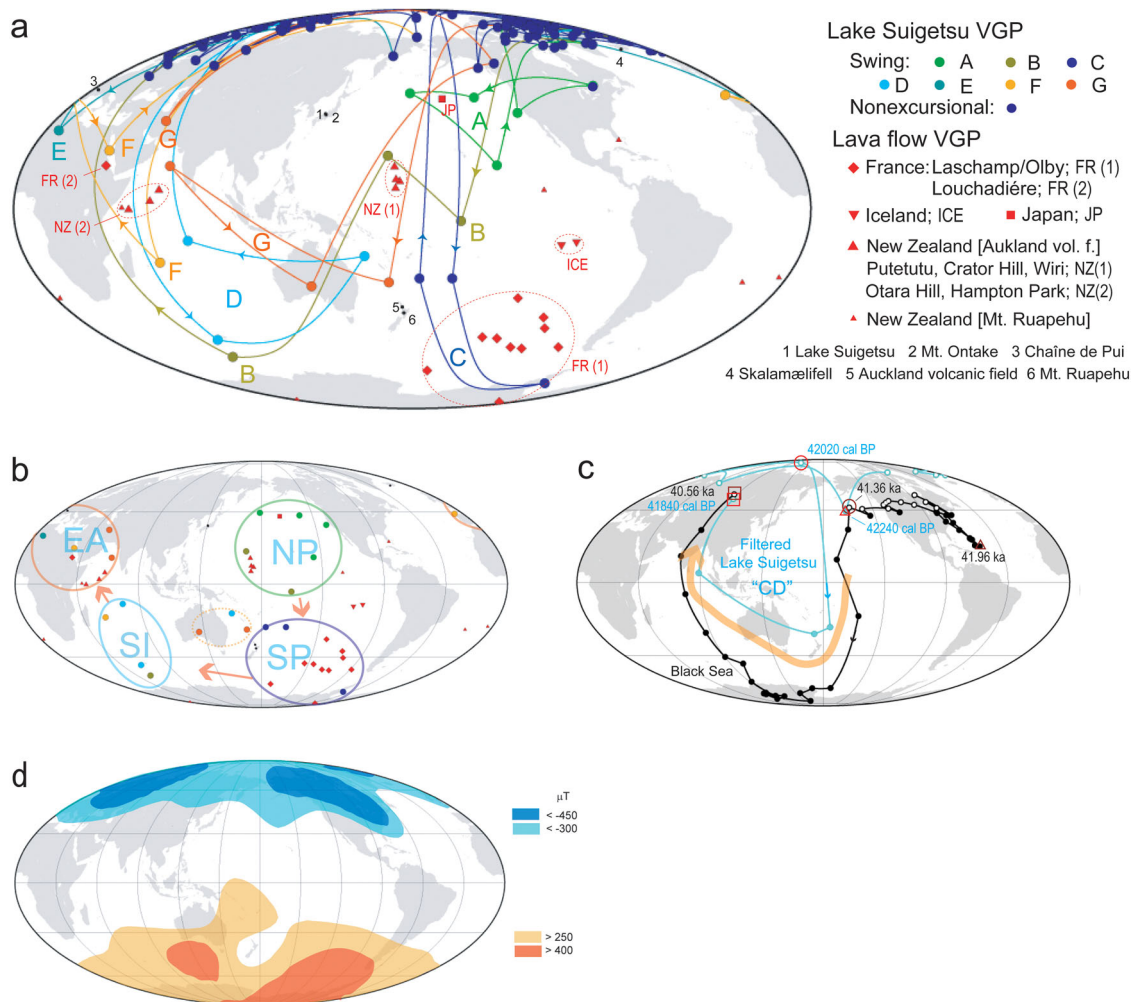 a
3
4
1
2
JP
A
E
F
G
FR (2)
NZ (2)
NZ (1)
B
F
G
ICE
D
5
6
C
FR (1)
B
Lake Suigetsu VGP
Swing: A B C
D E F G
Nonexcursional:
Lava flow VGP
France: Laschamp/Olby; FR (1)
Louchadiére; FR (2)
Iceland; ICE Japan; JP
New Zealand [Aukland vol. f.]
Putetutu, Crator Hill, Wiri; NZ(1)
Otara Hill, Hampton Park; NZ(2)
New Zealand [Mt. Ruapehu]
1 Lake Suigetsu 2 Mt. Ontake 3 Chaîne de Pui
4 Skalamælifell 5 Auckland volcanic field 6 Mt. Ruapehu
b
EA
NP
SI
SP
c
42020 cal BP
40.56 ka
41840 cal BP
41.36 ka
42240 cal BP
41.96 ka
Filtered
Lake Suigetsu
“CD”
Black Sea
d
µT
< -450
< -300
> 250
> 400